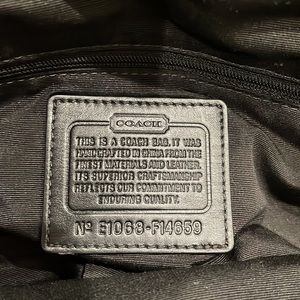 COACH
THIS IS A COACH BAG. IT WAS
HANDCRAFTED IN CHINA FROM THE
FINEST MATERIALS AND LEATHER.
ITS SUPERIOR CRAFTSMANSHIP
REFLECTS OUR COMMITMENT TO
ENDURING QUALITY.
Nº E1068-F14659